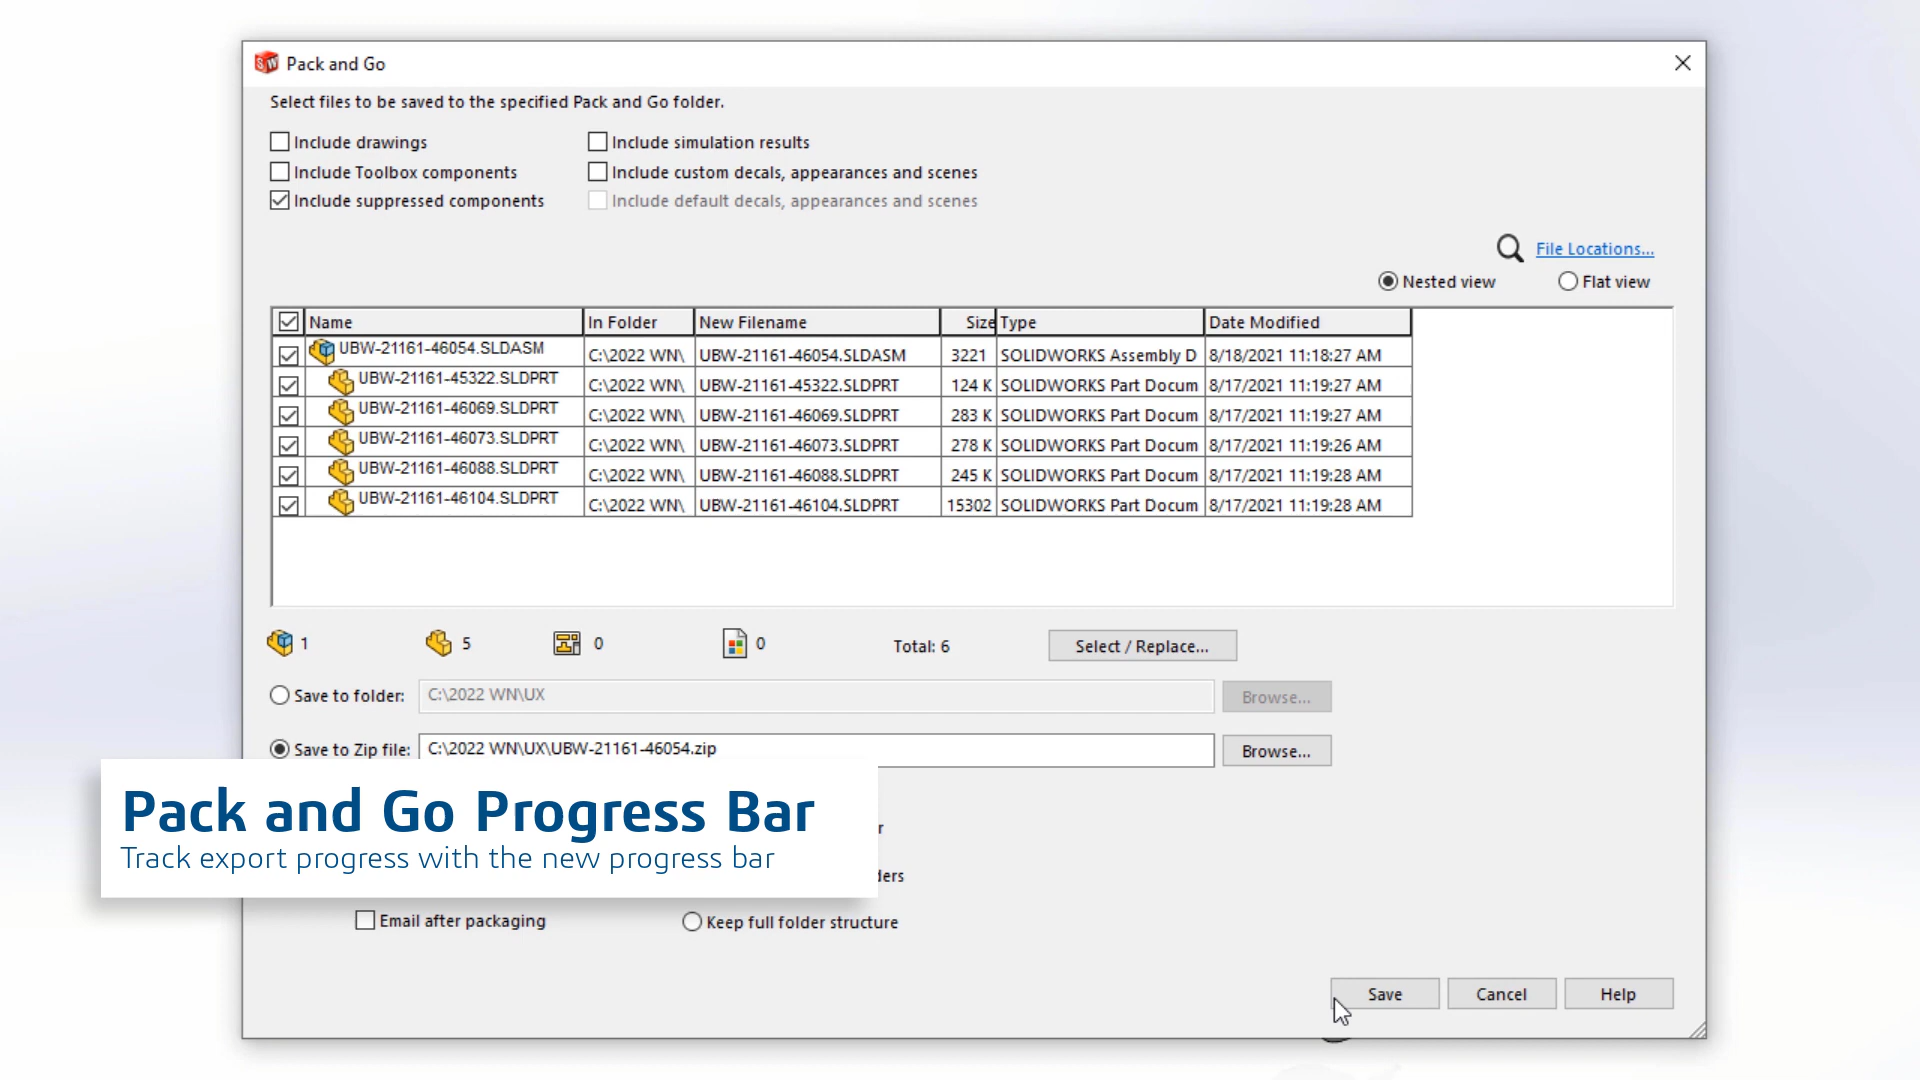 SW Pack and Go
Select files to be saved to the specified Pack and Go folder.
Include drawings Include simulation results
Include Toolbox components Include custom decals, appearances and scenes
Include suppressed components Include default decals, appearances and scenes
File Locations...
Nested view Flat view
Name In Folder New Filename Size Type Date Modified
UBW-21161-46054.SLDASM C:\2022 WN\ UBW-21161-46054.SLDASM 3221 SOLIDWORKS Assembly D 8/18/2021 11:18:27 AM
UBW-21161-45322.SLDPRT C:\2022 WN\ UBW-21161-45322.SLDPRT 124 K SOLIDWORKS Part Docum 8/17/2021 11:19:27 AM
UBW-21161-46069.SLDPRT C:\2022 WN\ UBW-21161-46069.SLDPRT 283 K SOLIDWORKS Part Docum 8/17/2021 11:19:27 AM
UBW-21161-46073.SLDPRT C:\2022 WN\ UBW-21161-46073.SLDPRT 278 K SOLIDWORKS Part Docum 8/17/2021 11:19:26 AM
UBW-21161-46088.SLDPRT C:\2022 WN\ UBW-21161-46088.SLDPRT 245 K SOLIDWORKS Part Docum 8/17/2021 11:19:28 AM
UBW-21161-46104.SLDPRT C:\2022 WN\ UBW-21161-46104.SLDPRT 15302 SOLIDWORKS Part Docum 8/17/2021 11:19:28 AM
1 5 0 0 Total: 6 Select / Replace...
Save to folder: C:\2022 WN\UX Browse...
Save to Zip file: C:\2022 WN\UX\UBW-21161-46054.zip Browse...
Pack and Go Progress Bar
Track export progress with the new progress bar
Email after packaging Keep full folder structure
Save Cancel Help